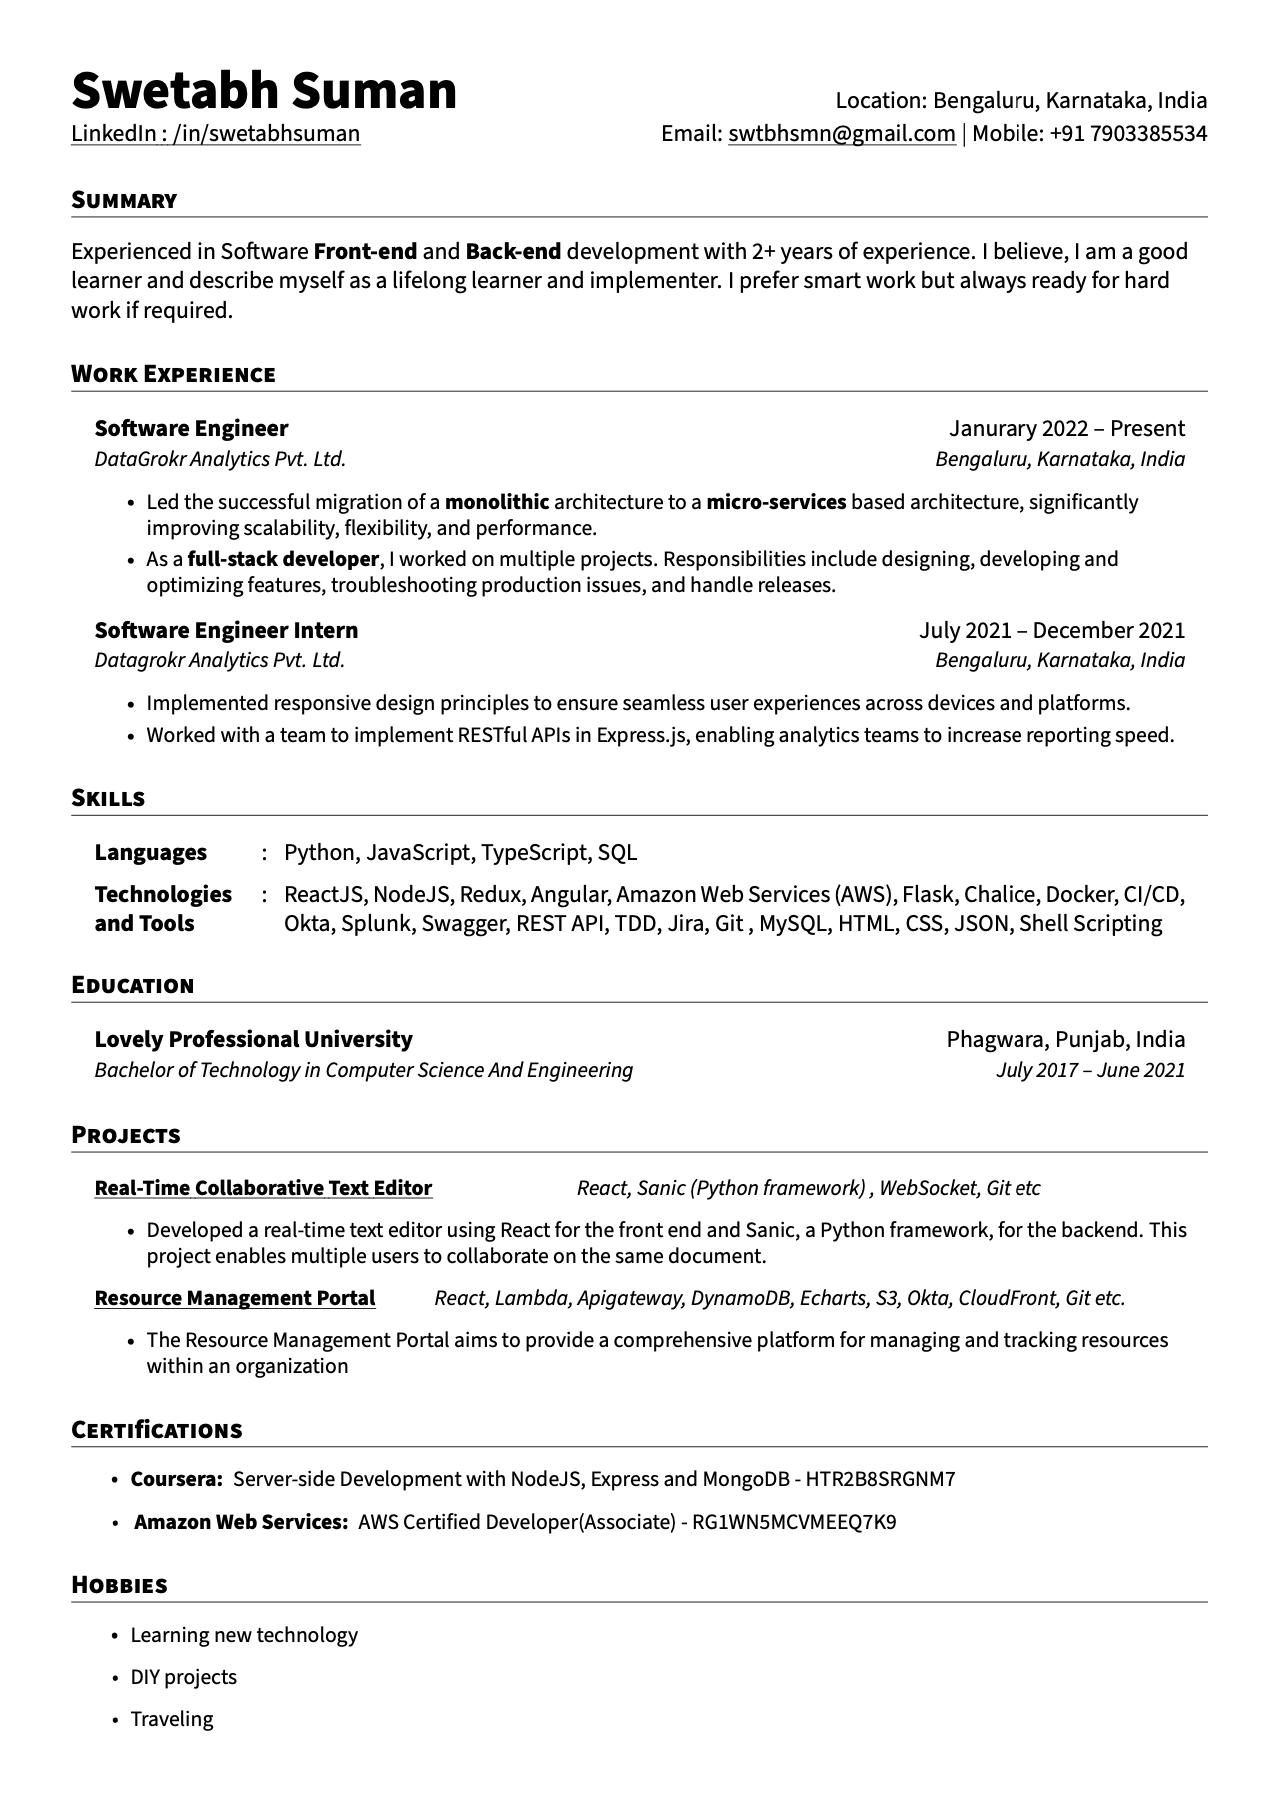 Swetabh Suman
Location: Bengaluru, Karnataka, India
LinkedIn : /in/swetabhsuman
Email: swtbhsmn@gmail.com | Mobile: +91 7903385534
Summary
Experienced in Software Front-end and Back-end development with 2+ years of experience. I believe, I am a good
learner and describe myself as a lifelong learner and implementer. I prefer smart work but always ready for hard
work if required.
Work Experience
Software Engineer
Janurary 2022 – Present
DataGrokr Analytics Pvt. Ltd.
Bengaluru, Karnataka, India
• Led the successful migration of a monolithic architecture to a micro-services based architecture, significantly
improving scalability, flexibility, and performance.
• As a full-stack developer, I worked on multiple projects. Responsibilities include designing, developing and
optimizing features, troubleshooting production issues, and handle releases.
Software Engineer Intern
July 2021 – December 2021
Datagrokr Analytics Pvt. Ltd.
Bengaluru, Karnataka, India
• Implemented responsive design principles to ensure seamless user experiences across devices and platforms.
• Worked with a team to implement RESTful APIs in Express.js, enabling analytics teams to increase reporting speed.
Skills
Languages : Python, JavaScript, TypeScript, SQL
Technologies : ReactJS, NodeJS, Redux, Angular, Amazon Web Services (AWS), Flask, Chalice, Docker, CI/CD,
and Tools Okta, Splunk, Swagger, REST API, TDD, Jira, Git , MySQL, HTML, CSS, JSON, Shell Scripting
Education
Lovely Professional University
Phagwara, Punjab, India
Bachelor of Technology in Computer Science And Engineering
July 2017 – June 2021
Projects
Real-Time Collaborative Text Editor
React, Sanic (Python framework) , WebSocket, Git etc
• Developed a real-time text editor using React for the front end and Sanic, a Python framework, for the backend. This
project enables multiple users to collaborate on the same document.
Resource Management Portal
React, Lambda, Apigateway, DynamoDB, Echarts, S3, Okta, CloudFront, Git etc.
• The Resource Management Portal aims to provide a comprehensive platform for managing and tracking resources
within an organization
Certifications
• Coursera: Server-side Development with NodeJS, Express and MongoDB - HTR2B8SRGNM7
• Amazon Web Services: AWS Certified Developer(Associate) - RG1WN5MCVMEEQ7K9
Hobbies
• Learning new technology
• DIY projects
• Traveling